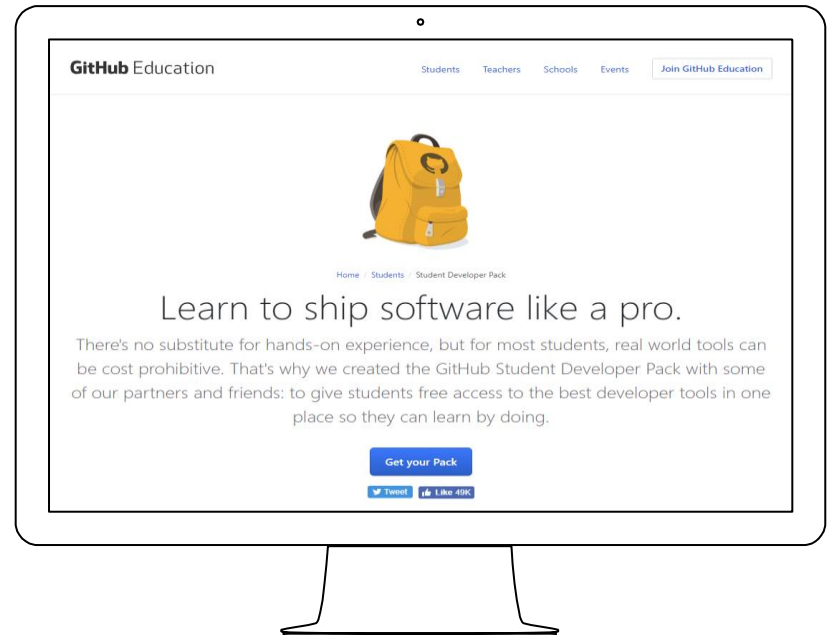 GitHub Education
Students Teachers Schools Events Join GitHub Education
Home / Students / Student Developer Pack
Learn to ship software like a pro.
There's no substitute for hands-on experience, but for most students, real world tools can
be cost prohibitive. That's why we created the GitHub Student Developer Pack with some
of our partners and friends: to give students free access to the best developer tools in one
place so they can learn by doing.
Get your Pack
Tweet Like 49K